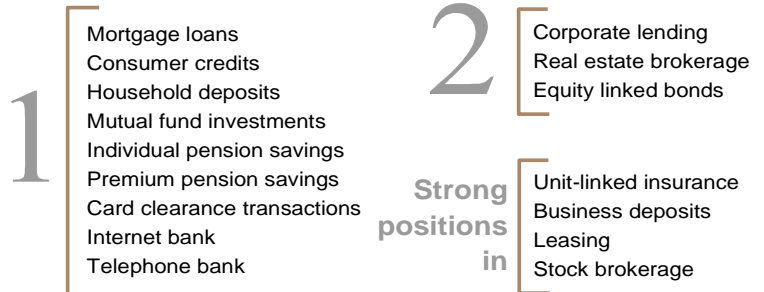 1
Mortgage loans
Consumer credits
Household deposits
Mutual fund investments
Individual pension savings
Premium pension savings
Card clearance transactions
Internet bank
Telephone bank
2
Corporate lending
Real estate brokerage
Equity linked bonds
Strong
positions
in
Unit-linked insurance
Business deposits
Leasing
Stock brokerage